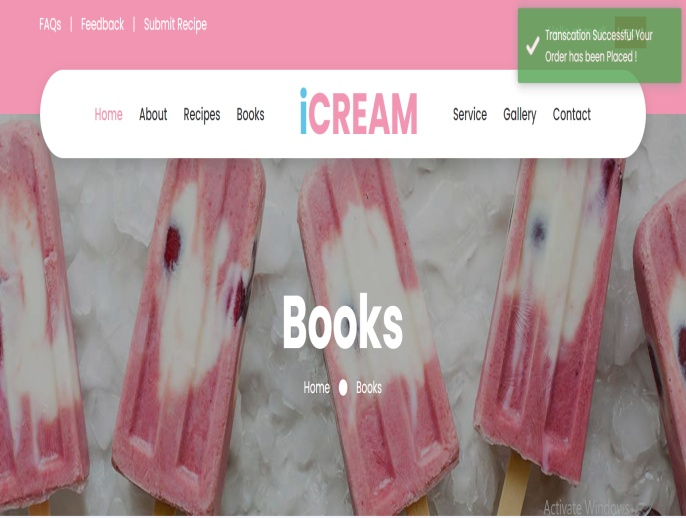 FAQs | Feedback | Submit Recipe
Transcation Successful Your
Order has been Placed !
Home About Recipes Books iCREAM Service Gallery Contact
Books
Home Books
Activate Windows